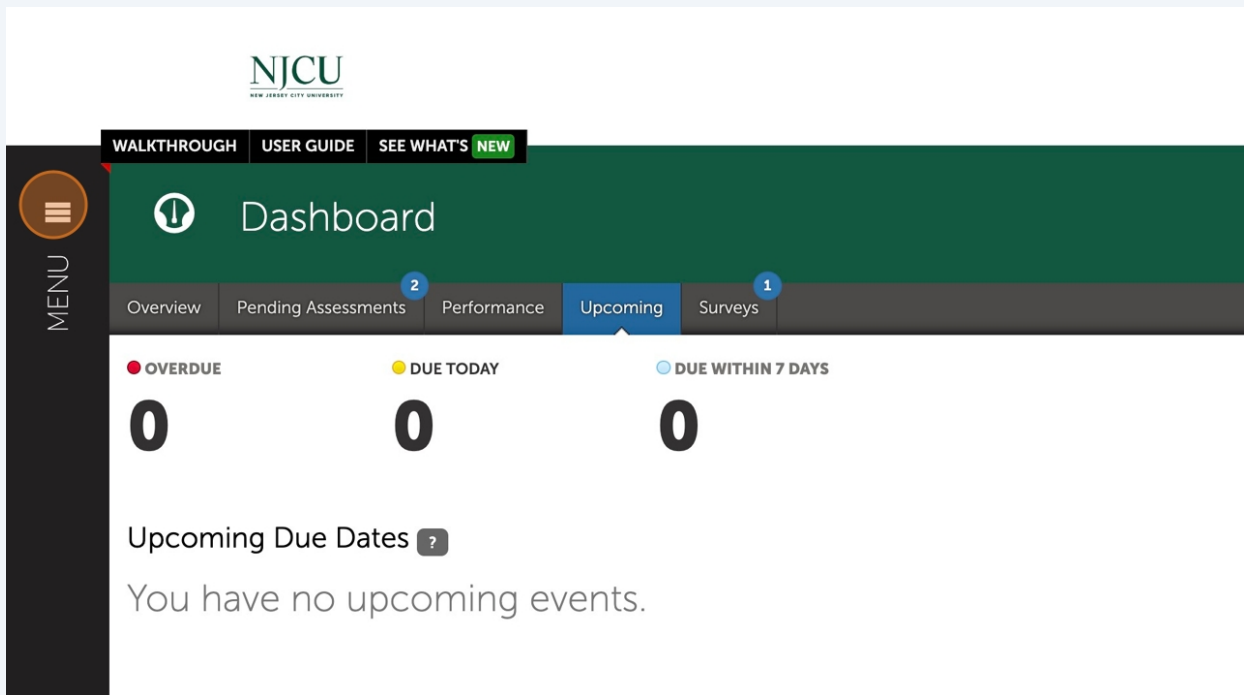 NJCU
NEW JERSEY CITY UNIVERSITY
WALKTHROUGH USER GUIDE SEE WHAT'S NEW
MENU
Dashboard
Overview Pending Assessments 2 Performance Upcoming Surveys 1
OVERDUE DUE TODAY DUE WITHIN 7 DAYS
0 0 0
Upcoming Due Dates ?
You have no upcoming events.